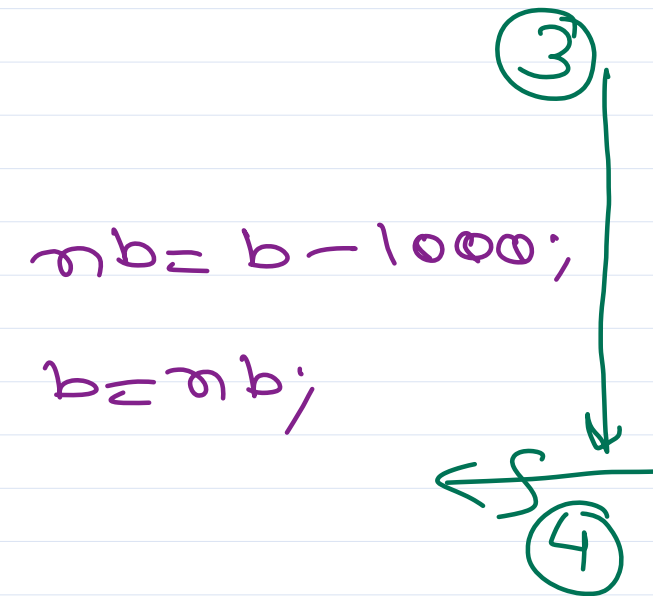 3
nb = b - 1000;
b = nb;
4